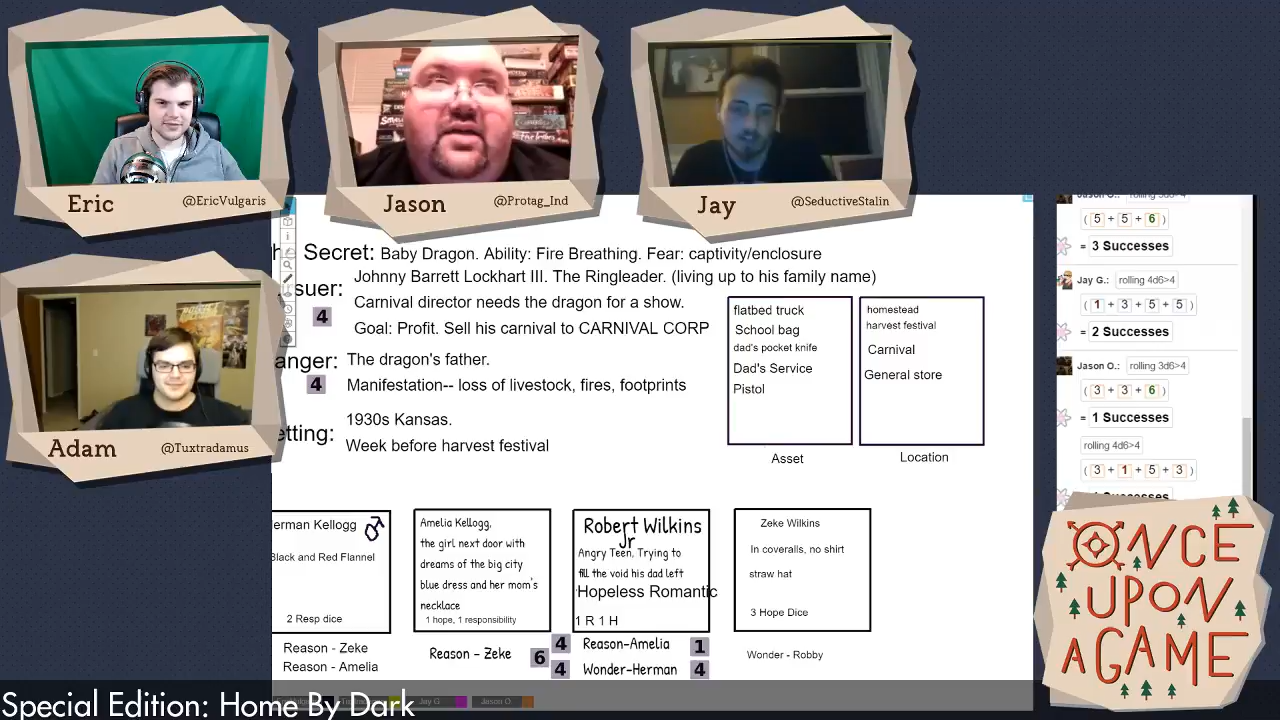 Eric
@EricVulgaris
Jason
@Protag_Ind
Jay
@SeductiveStalin
Adam
@Tuxtradamus
Secret: Baby Dragon. Ability: Fire Breathing. Fear: captivity/enclosure
suer:
Johnny Barrett Lockhart III. The Ringleader. (living up to his family name)
Carnival director needs the dragon for a show.
4
Goal: Profit. Sell his carnival to CARNIVAL CORP
anger:
The dragon's father.
4
Manifestation-- loss of livestock, fires, footprints
etting:
1930s Kansas.
Week before harvest festival
flatbed truck
School bag
dad's pocket knife
Dad's Service
Pistol
Asset
homestead
harvest festival
Carnival
General store
Location
erman Kellogg
Black and Red Flannel
2 Resp dice
Reason - Zeke
Reason - Amelia
Amelia Kellogg,
the girl next door with
dreams of the big city
blue dress and her mom's
necklace
1 hope, 1 responsibility
Reason - Zeke
6
Robert Wilkins
Jr
Angry Teen, Trying to
fill the void his dad left
Hopeless Romantic
1 R 1 H
4 Reason-Amelia 1
4 Wonder-Herman 4
Zeke Wilkins
In coveralls, no shirt
straw hat
3 Hope Dice
Wonder - Robby
rolling 3d6>4
( 5 + 5 + 6 )
= 3 Successes
Jay G.: rolling 4d6>4
( 1 + 3 + 5 + 5 )
= 2 Successes
Jason O.: rolling 3d6>4
( 3 + 3 + 6 )
= 1 Successes
rolling 4d6>4
( 3 + 1 + 5 + 3 )
ONCE
UPON
A GAME
Jay G
Jason O.
Special Edition: Home By Dark